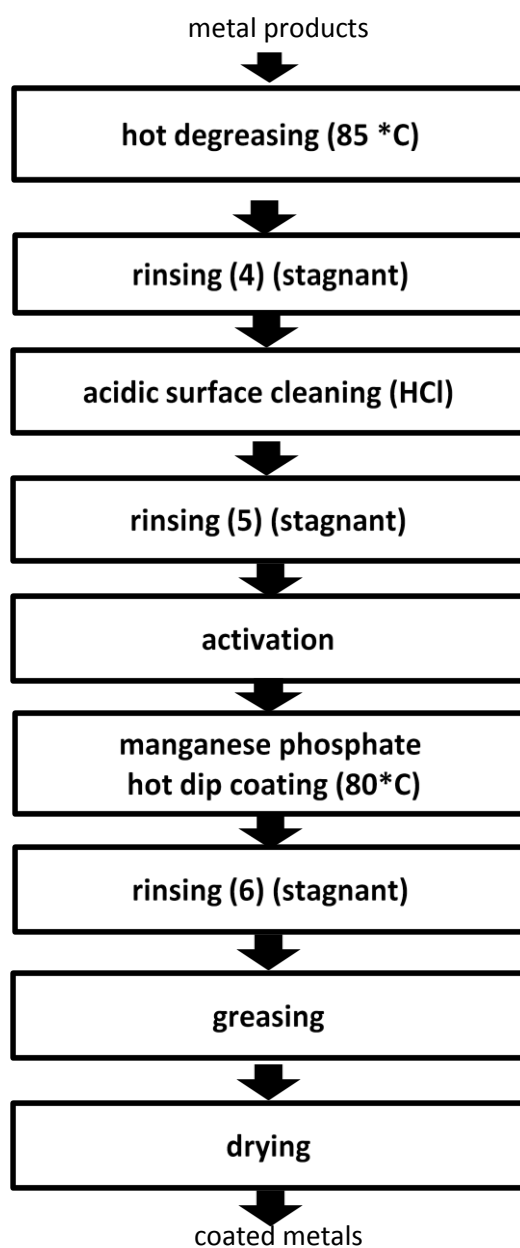 metal products
hot degreasing (85 *C)
rinsing (4) (stagnant)
acidic surface cleaning (HCl)
rinsing (5) (stagnant)
activation
manganese phosphate
hot dip coating (80*C)
rinsing (6) (stagnant)
greasing
drying
coated metals